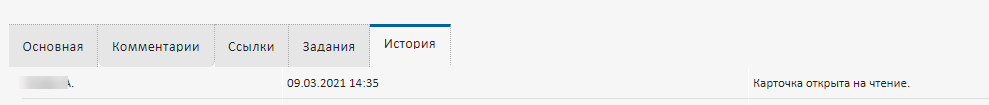 Основная Комментарии Ссылки Задания История
А. 09.03.2021 14:35 Карточка открыта на чтение.